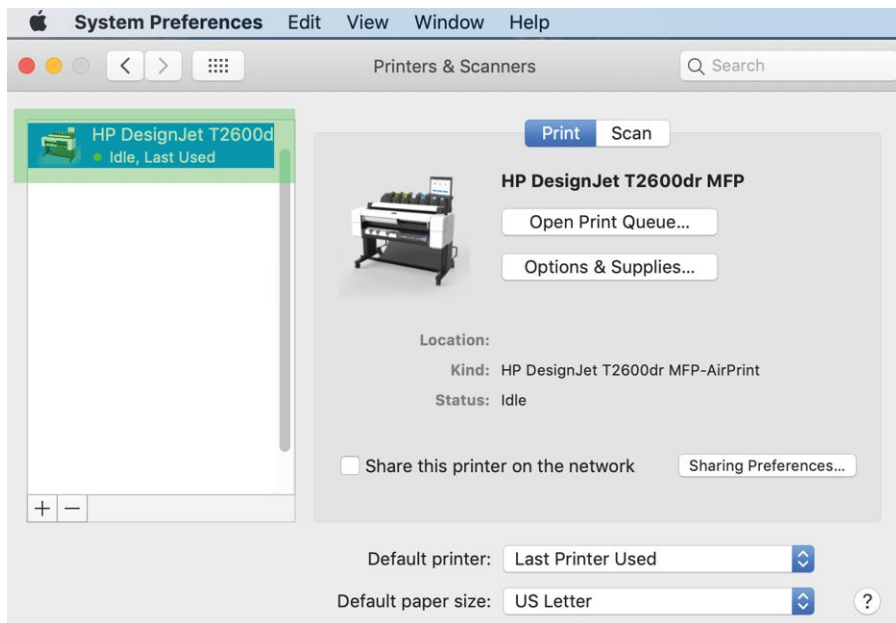 System Preferences Edit View Window Help
Printers & Scanners
Search
HP DesignJet T2600d
Idle, Last Used
Print Scan
HP DesignJet T2600dr MFP
Open Print Queue...
Options & Supplies...
Location:
Kind: HP DesignJet T2600dr MFP-AirPrint
Status: Idle
Share this printer on the network Sharing Preferences...
+ −
Default printer: Last Printer Used
Default paper size: US Letter ?